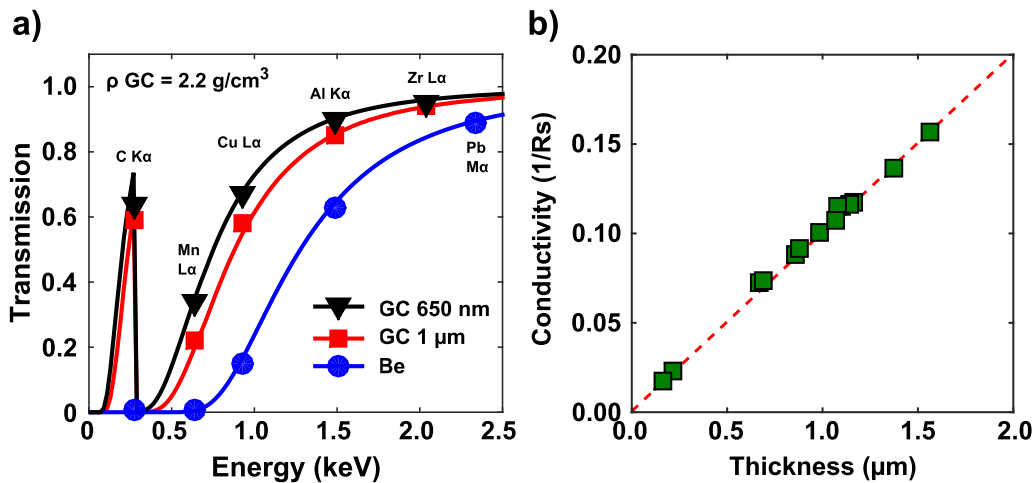 a)
ρ GC = 2.2 g/cm³
C Kα
Mn
Lα
Cu Lα
Al Kα
Zr Lα
Pb
Mα
GC 650 nm
GC 1 µm
Be
Transmission
1.0
0.8
0.6
0.4
0.2
0
0 0.5 1.0 1.5 2.0 2.5
Energy (keV)
b)
Conductivity (1/Rs)
0.20
0.15
0.10
0.05
0.00
0.0 0.5 1.0 1.5 2.0
Thickness (µm)